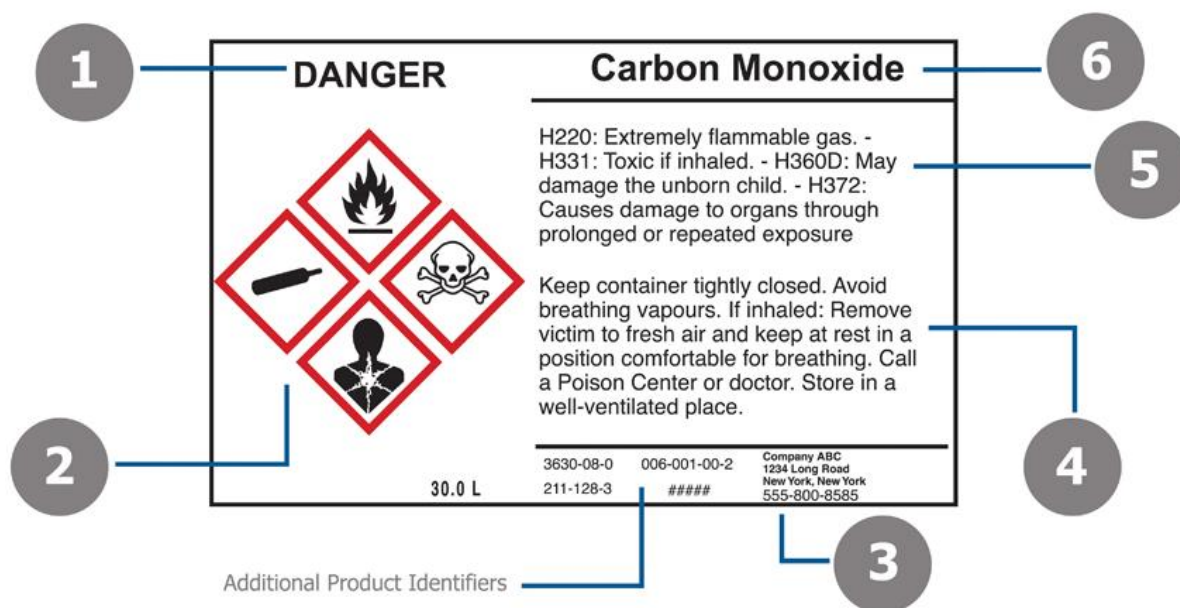 1
DANGER
Carbon Monoxide
6
H220: Extremely flammable gas. -
H331: Toxic if inhaled. - H360D: May
damage the unborn child. - H372:
Causes damage to organs through
prolonged or repeated exposure
5
Keep container tightly closed. Avoid
breathing vapours. If inhaled: Remove
victim to fresh air and keep at rest in a
position comfortable for breathing. Call
a Poison Center or doctor. Store in a
well-ventilated place.
4
2
30.0 L
3630-08-0 006-001-00-2
211-128-3 #####
Company ABC
1234 Long Road
New York, New York
555-800-8585
3
Additional Product Identifiers